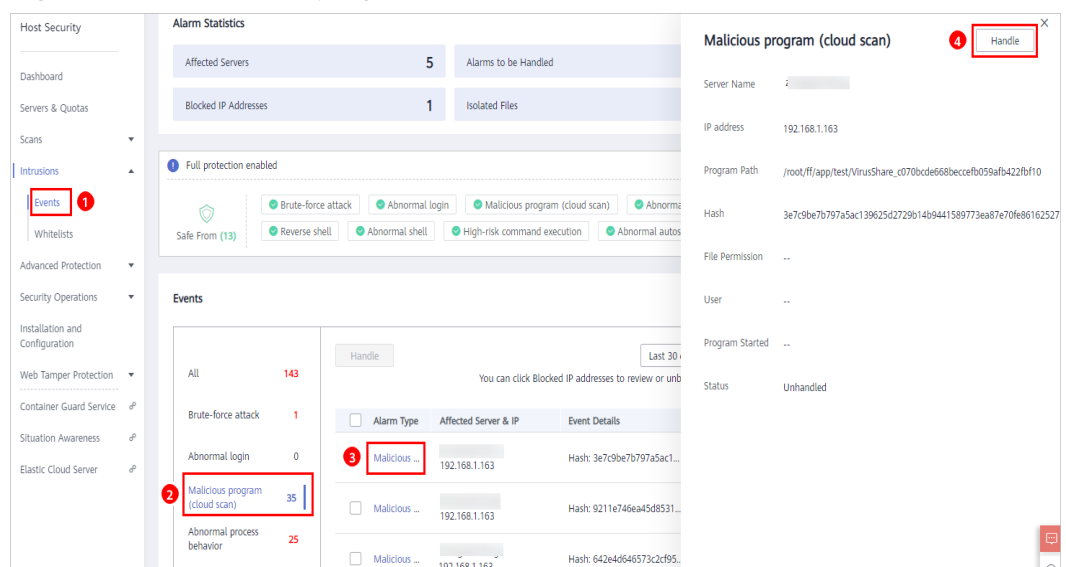 Host Security
Dashboard
Servers & Quotas
Scans
Intrusions
Events
1
Whitelists
Advanced Protection
Security Operations
Installation and
Configuration
Web Tamper Protection
Container Guard Service
Situation Awareness
Elastic Cloud Server
Alarm Statistics
Affected Servers 5
Alarms to be Handled
Blocked IP Addresses 1
Isolated Files
Full protection enabled
Safe From (13)
Brute-force attack
Abnormal login
Malicious program (cloud scan)
Abnorma
Reverse shell
Abnormal shell
High-risk command execution
Abnormal autos
Events
All 143
Brute-force attack 1
Abnormal login 0
2
Malicious program
(cloud scan) 35
Abnormal process
behavior 25
Handle
Last 30
You can click Blocked IP addresses to review or unb
Alarm Type Affected Server & IP Event Details
3
Malicious ... 192.168.1.163 Hash: 3e7c9be7b797a5ac1...
Malicious ... 192.168.1.163 Hash: 9211e746ea45d8531...
Malicious ... 192.168.1.163 Hash: 642e4d646573c2cf95..
Malicious program (cloud scan)
4
Handle
X
Server Name
IP address 192.168.1.163
Program Path /root/ff/app/test/VirusShare_c070bcde668beccefb059afb422fbf10
Hash 3e7c9be7b797a5ac139625d2729b14b9441589773ea87e70fe86162527
File Permission --
User --
Program Started --
Status Unhandled